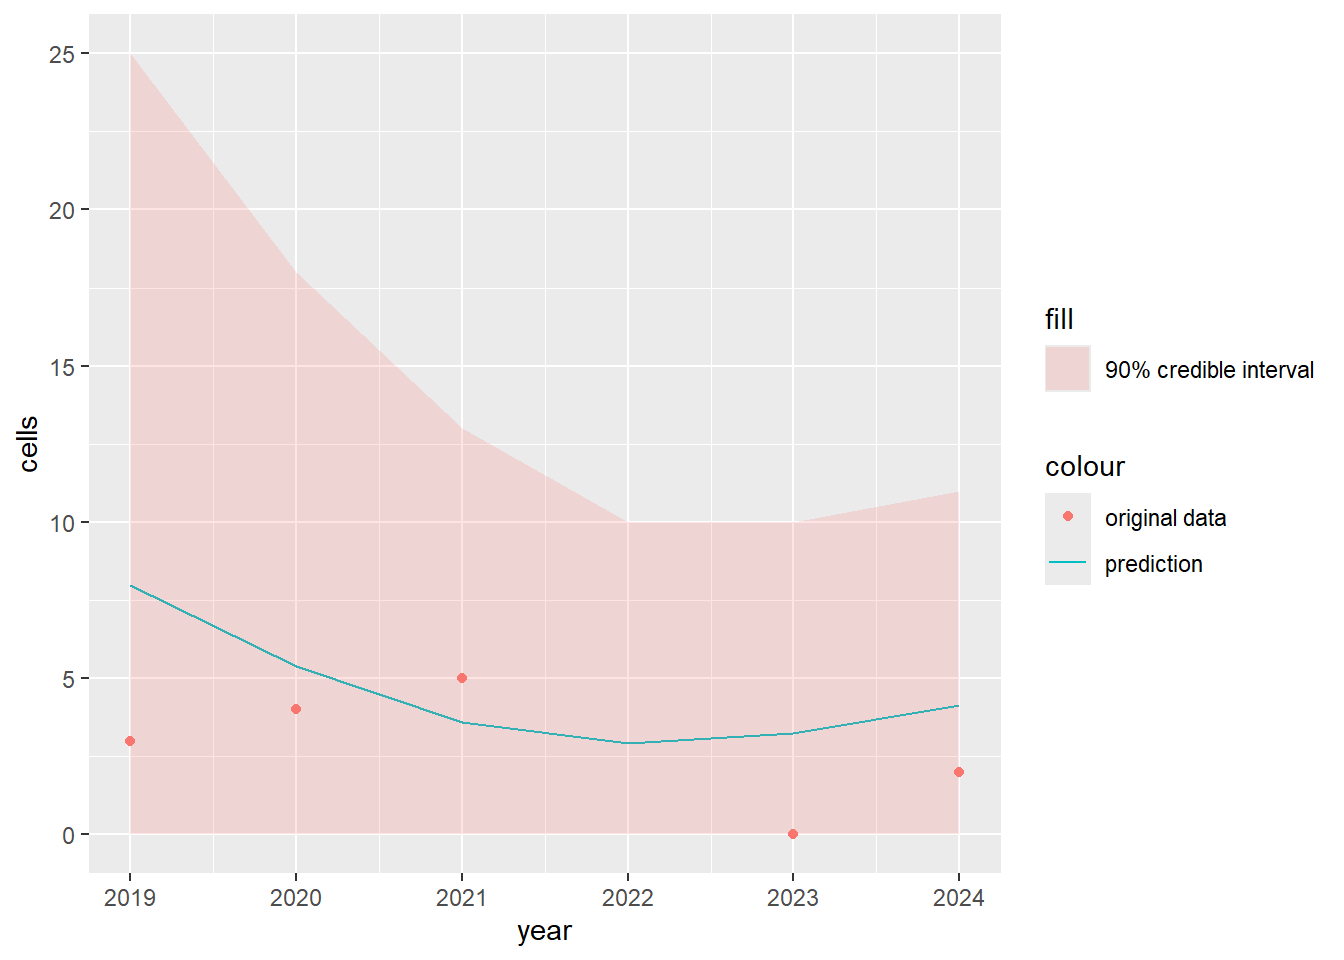 25
20
15
10
5
0
cells
2019 2020 2021 2022 2023 2024
year
fill
90% credible interval
colour
original data
prediction